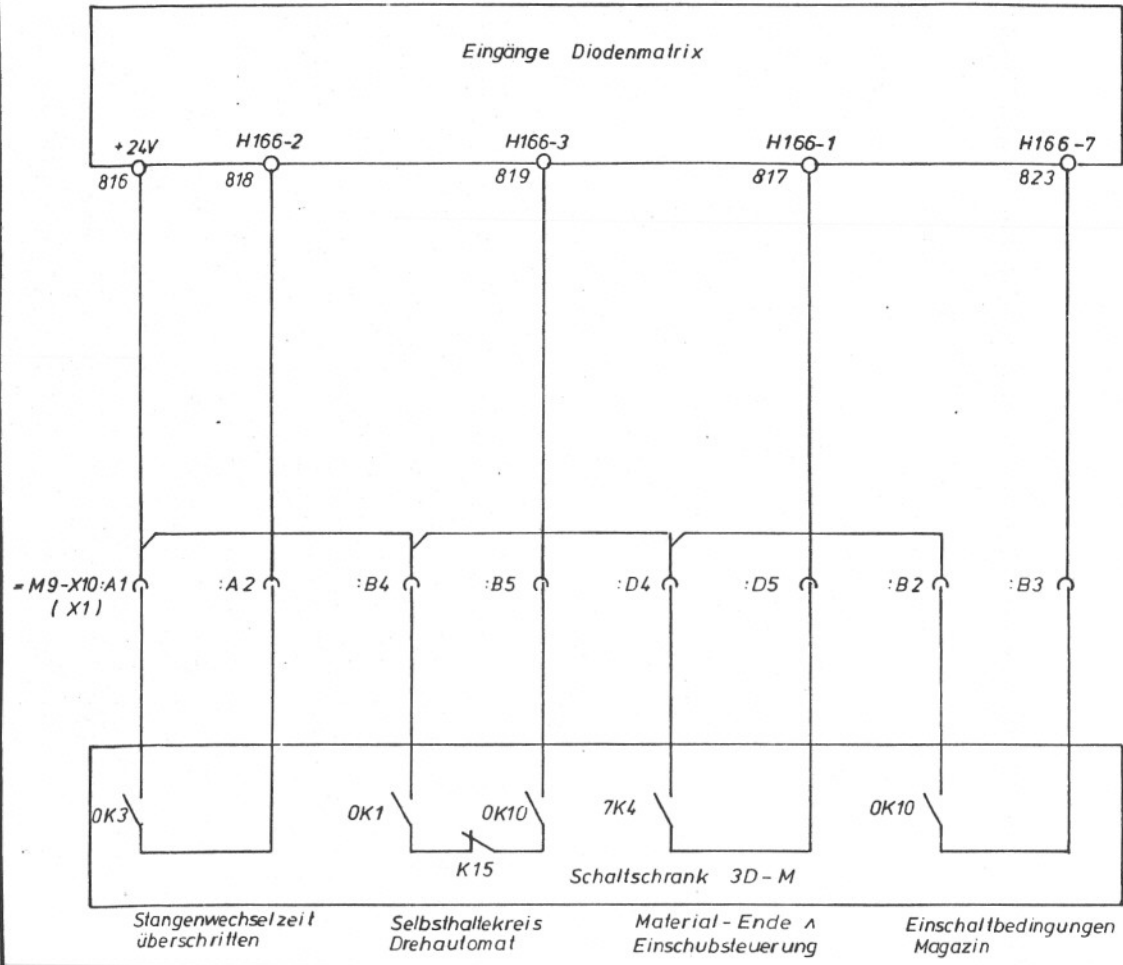 Eingänge Diodenmatrix
+24V H166-2 H166-3 H166-1 H166-7
816 818 819 817 823
=M9-X10:A1 :A2 :B4 :B5 :D4 :D5 :B2 :B3
(X1)
0K3 0K1 0K10 7K4 0K10
K15
Schaltschrank 3D-M
Stangenwechselzeit Selbsthaltekreis Material-Ende ∧ Einschaltbedingungen
überschritten Drehautomat Einschubsteuerung Magazin